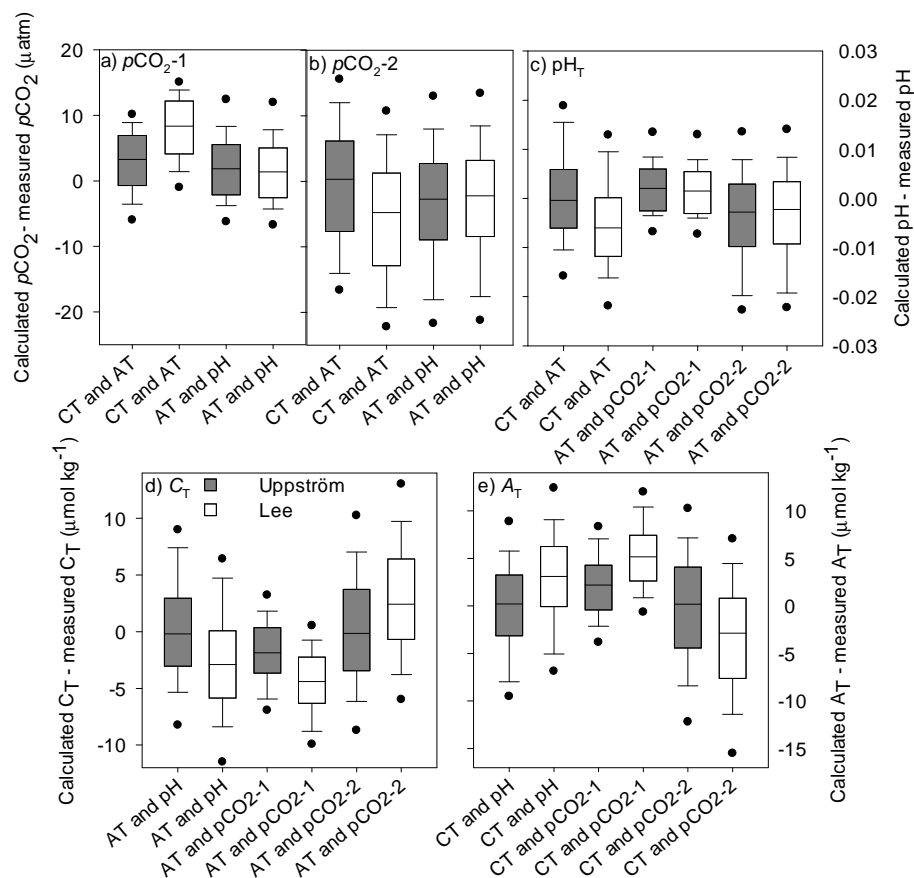 a) pCO₂-1
b) pCO₂-2
c) pH_T
Calculated pCO₂- measured pCO₂ (µatm)
20
10
0
-10
-20
0.03
0.02
0.01
0.00
-0.01
-0.02
-0.03
Calculated pH - measured pH
CT and AT
CT and AT
AT and pH
AT and pH
CT and AT
CT and AT
AT and pH
AT and pH
CT and AT
CT and AT
AT and pCO2-1
AT and pCO2-1
AT and pCO2-2
AT and pCO2-2
d) C_T
Uppström
Lee
e) A_T
Calculated C_T - measured C_T (µmol kg⁻¹)
10
5
0
-5
-10
10
5
0
-5
-10
-15
Calculated A_T - measured A_T (µmol kg⁻¹)
AT and pH
AT and pH
AT and pCO2-1
AT and pCO2-1
AT and pCO2-2
AT and pCO2-2
CT and pH
CT and pH
CT and pCO2-1
CT and pCO2-1
CT and pCO2-2
CT and pCO2-2